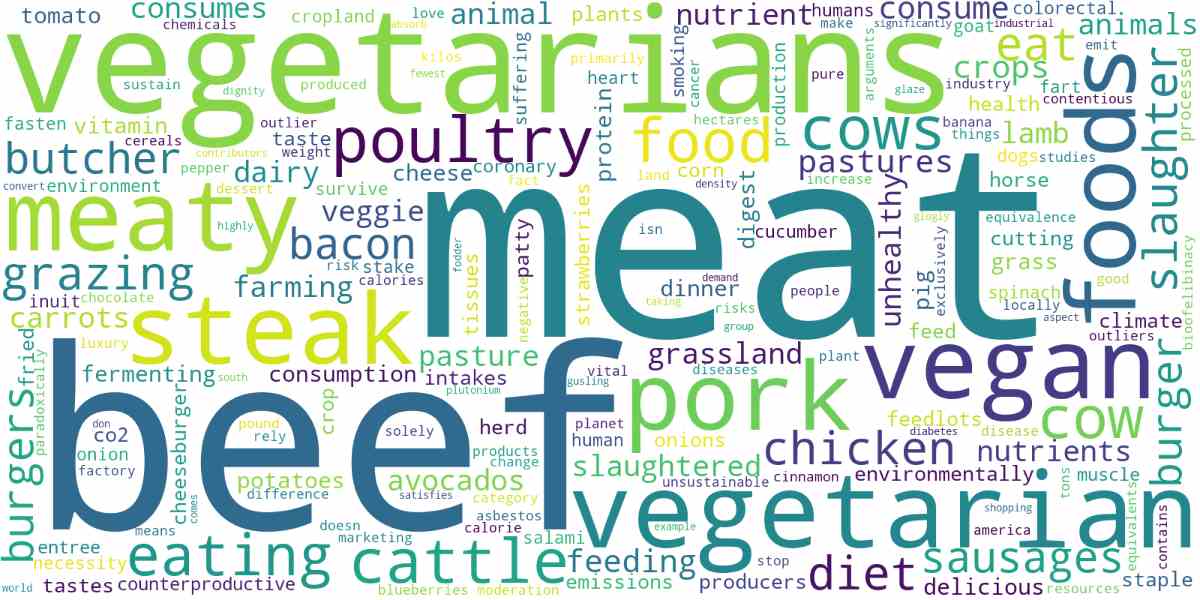 tomato
consumes
cropland
love
animal
plants
nutrient
humans
consume
colorectal
chemicals
absorb
make
significantly
industrial
goat
animals
vegetarians
kilos
primarily
smoking
pure
arguments
eat
emit
sustain
fewest
dignity
produced
suffering
heart
cancer
production
glaze
industry
crops
fart
processed
fasten
vitamin
outlier
poultry
protein
food
hectares
cows
banana
health
contentious
cereals
taste
things
lamb
butcher
contributors
weight
pepper
dairy
cheese
coronary
fact
corn
land
pastures
dogs
studies
slaughter
convert
environment
dessert
survive
density
increase
horse
foods
meaty
highly
veggie
meat
strawberries
digest
cucumber
unhealthy
glogly
equivalence
bacon
patty
isn
cutting
grazing
risk
stake
fodder
tissues
demand
pig
exclusively
grass
biofelibinacy
inuit
chocolate
farming
calories
negative
dinner
people
spinach
good
carrots
steak
taking
risks
locally
aspect
climate
luxury
group
feed
outliers
burgers
fried
paradoxically
beef
pasture
grassland
plant
vegan
burger
fermenting
south
consumption
intakes
vital
diseases
cheeseburger
crop
plutonium
gusling
pork
feedlots
cow
don
co2
pound
rely
solely
herd
planet
human
onions
chicken
diabetes
disease
onion
products
change
slaughtered
nutrients
factory
potatoes
avocados
category
unsustainable
cinnamon
environmentally
tons
muscle
comes
difference
satisfies
asbestos
calorie
vegetarian
example
shopping
america
equivalents
contains
means
doesn
marketing
salami
entree
necessity
eating
cattle
feeding
stop
diet
sausages
resources
world
tastes
counterproductive
blueberries
moderation
emissions
producers
delicious
staple